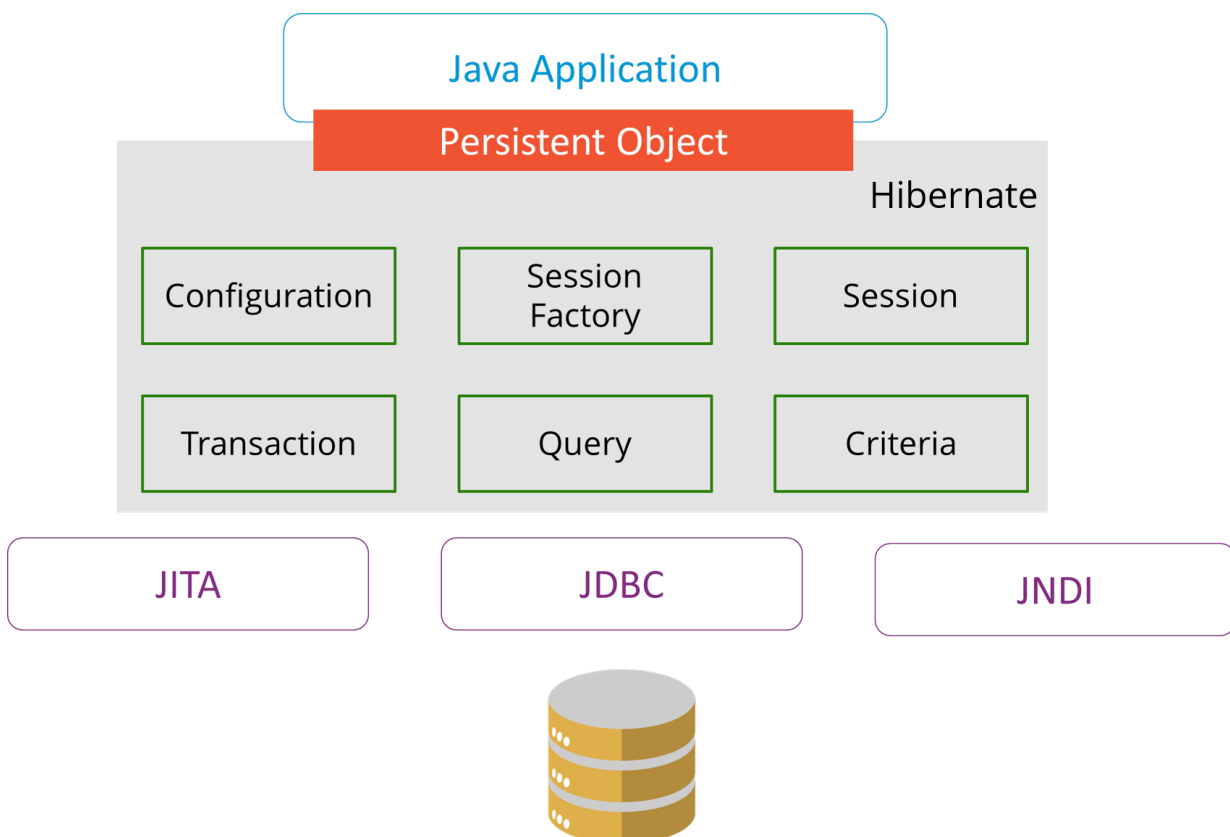 Java Application
Persistent Object
Hibernate
Configuration
Session
Factory
Session
Transaction
Query
Criteria
JITA
JDBC
JNDI